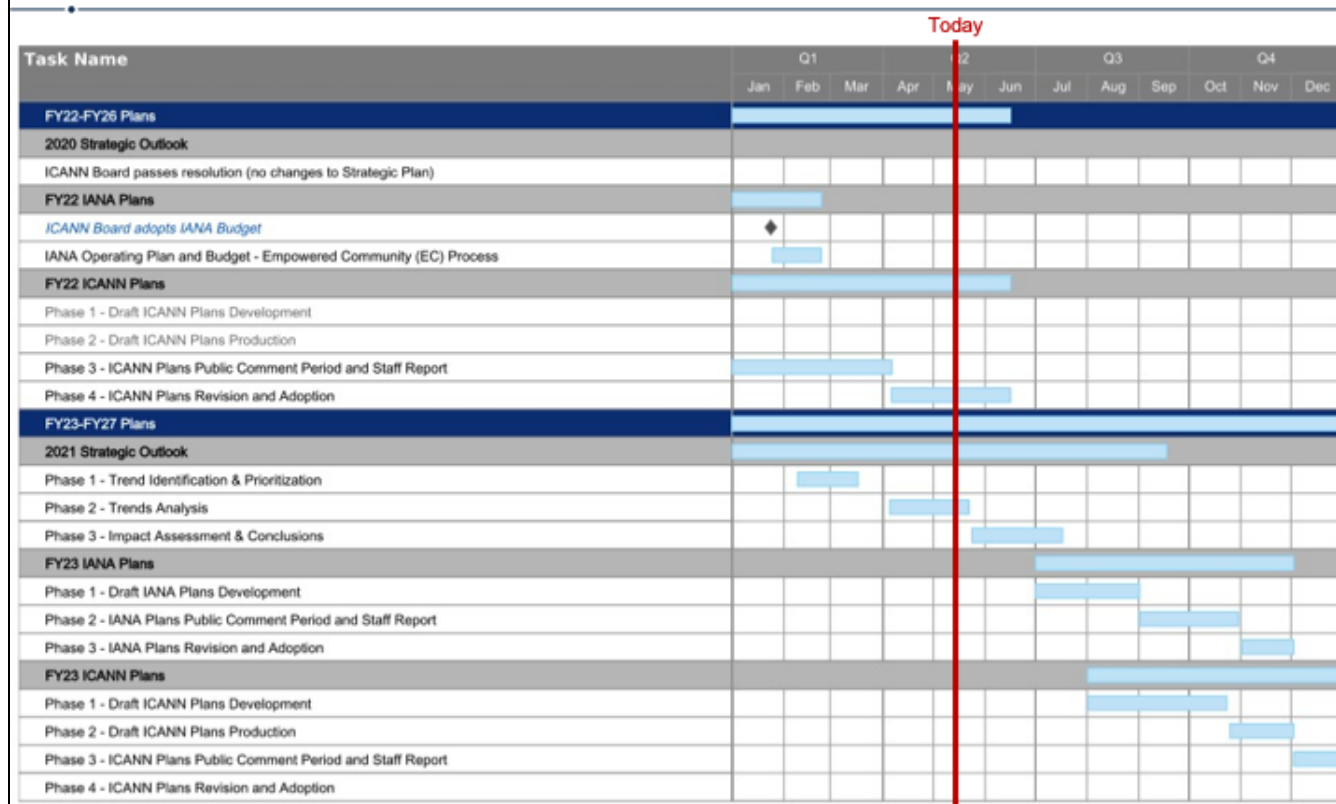 Today
Task Name
Q1 Q2 Q3 Q4
Jan Feb Mar Apr May Jun Jul Aug Sep Oct Nov Dec
FY22-FY26 Plans
2020 Strategic Outlook
ICANN Board passes resolution (no changes to Strategic Plan)
FY22 IANA Plans
ICANN Board adopts IANA Budget
IANA Operating Plan and Budget - Empowered Community (EC) Process
FY22 ICANN Plans
Phase 1 - Draft ICANN Plans Development
Phase 2 - Draft ICANN Plans Production
Phase 3 - ICANN Plans Public Comment Period and Staff Report
Phase 4 - ICANN Plans Revision and Adoption
FY23-FY27 Plans
2021 Strategic Outlook
Phase 1 - Trend Identification & Prioritization
Phase 2 - Trends Analysis
Phase 3 - Impact Assessment & Conclusions
FY23 IANA Plans
Phase 1 - Draft IANA Plans Development
Phase 2 - IANA Plans Public Comment Period and Staff Report
Phase 3 - IANA Plans Revision and Adoption
FY23 ICANN Plans
Phase 1 - Draft ICANN Plans Development
Phase 2 - Draft ICANN Plans Production
Phase 3 - ICANN Plans Public Comment Period and Staff Report
Phase 4 - ICANN Plans Revision and Adoption